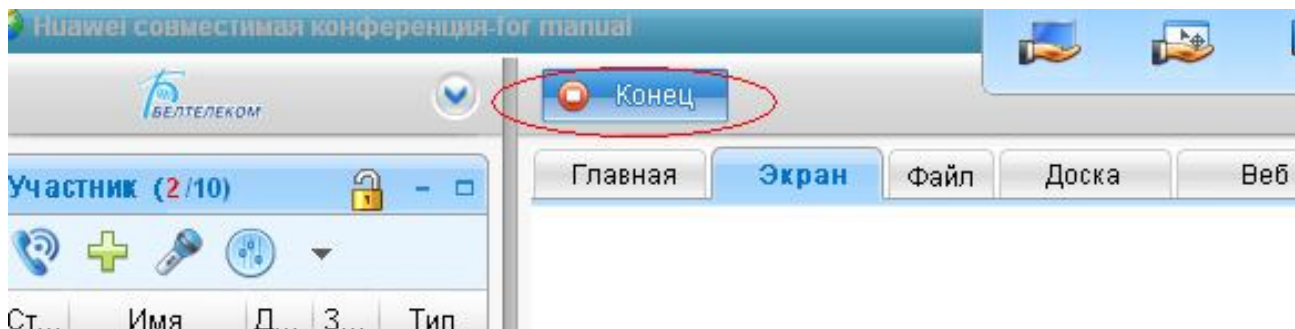 Huawei совместимая конференция-for manual
БЕЛТЕЛЕКОМ
Конец
Главная Экран Файл Доска Веб
Участник (2/10)
Ст... Имя Д... З... Тип